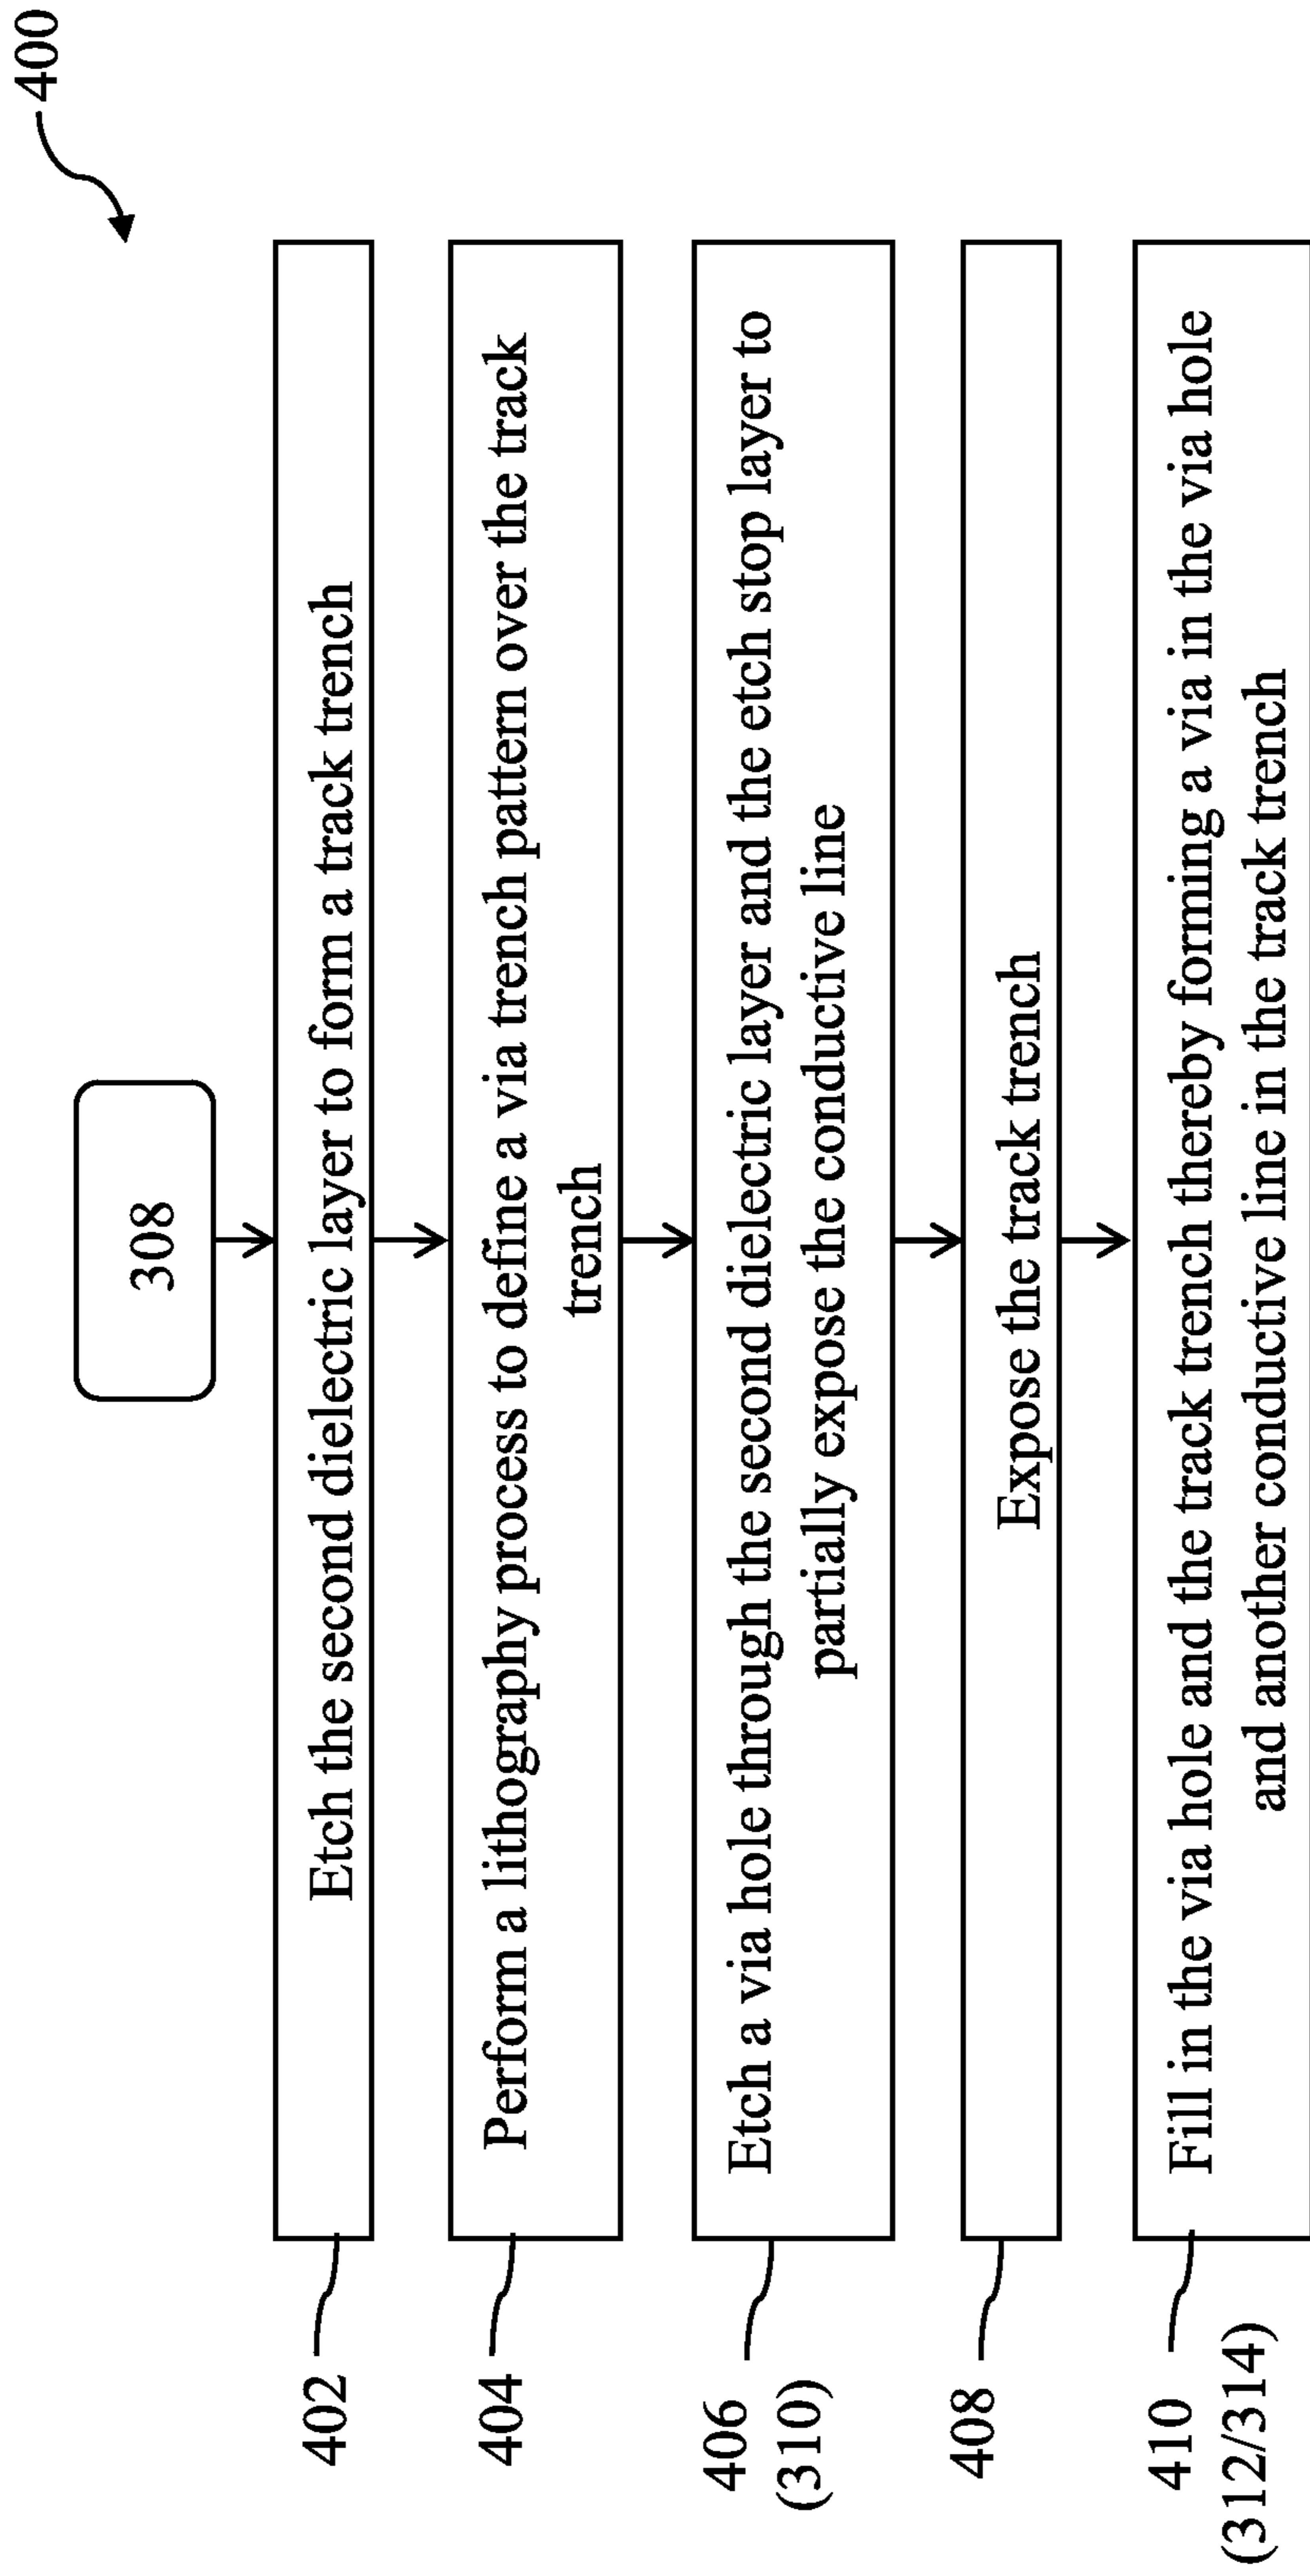 400
308
402
Etch the second dielectric layer to form a track trench
404
Perform a lithography process to define a via trench pattern over the track
trench
406
(310)
Etch a via hole through the second dielectric layer and the etch stop layer to
partially expose the conductive line
408
Expose the track trench
410
(312/314)
Fill in the via hole and the track trench thereby forming a via in the via hole
and another conductive line in the track trench